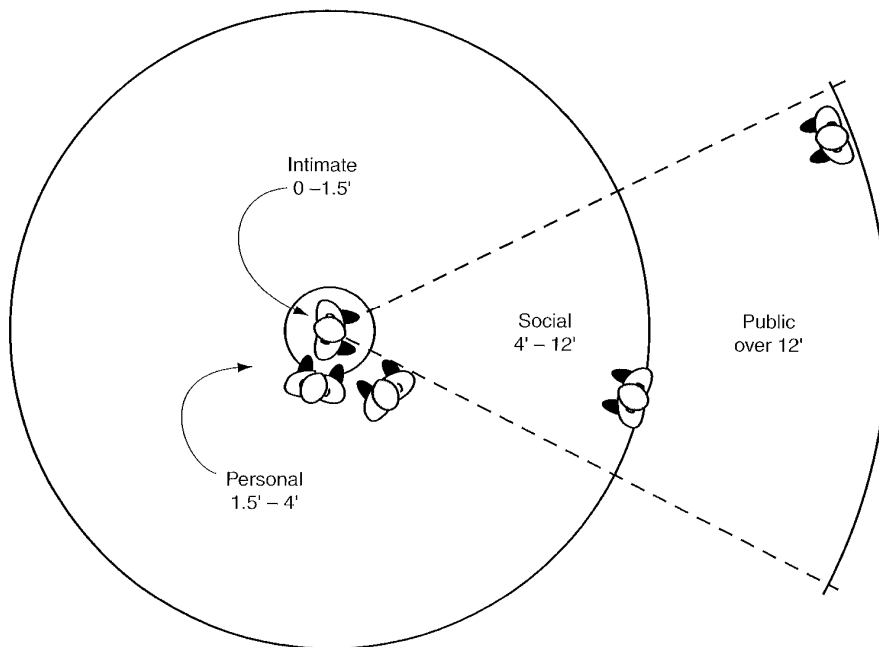 Intimate
0 –1.5'
Social
4' – 12'
Public
over 12'
Personal
1.5' – 4'